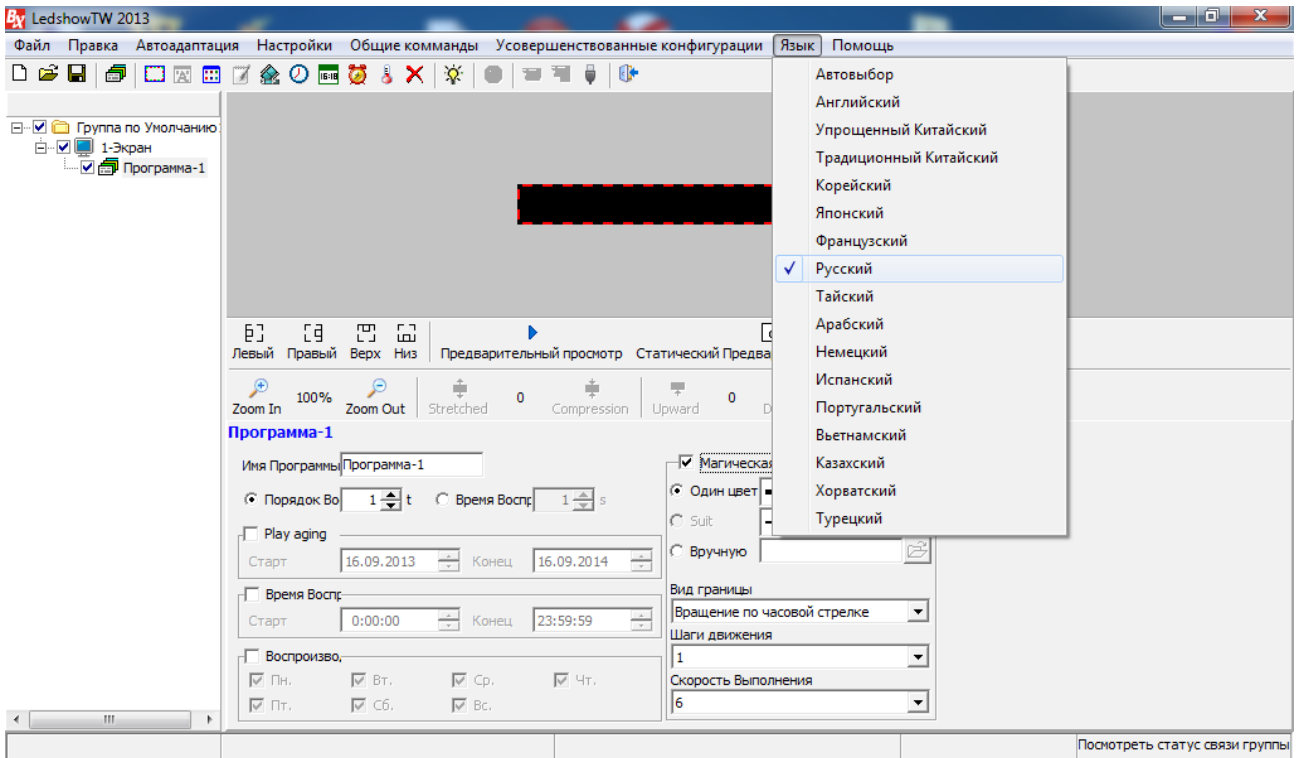 LedshowTW 2013
Файл Правка Автоадаптация Настройки Общие комманды Усовершенствованные конфигурации Язык Помощь
16:18
Автовыбор
Английский
Упрощенный Китайский
Традиционный Китайский
Корейский
Японский
Французский
Русский
Тайский
Арабский
Немецкий
Испанский
Португальский
Вьетнамский
Казахский
Хорватский
Турецкий
Группа по Умолчанию
1-Экран
Программа-1
Левый Правый Верх Низ Предварительный просмотр Статический Предва
Zoom In 100% Zoom Out Stretched 0 Compression Upward 0 D
Программа-1
Имя Программы Программа-1
Порядок Во 1 t Время Воспр 1 s
Play aging
Старт 16.09.2013 Конец 16.09.2014
Время Воспр
Старт 0:00:00 Конец 23:59:59
Воспроизво,
Пн. Вт. Ср. Чт.
Пт. Сб. Вс.
Магическая
Один цвет
Suit
Вручную
Вид границы
Вращение по часовой стрелке
Шаги движения
1
Скорость Выполнения
6
Посмотреть статус связи группы